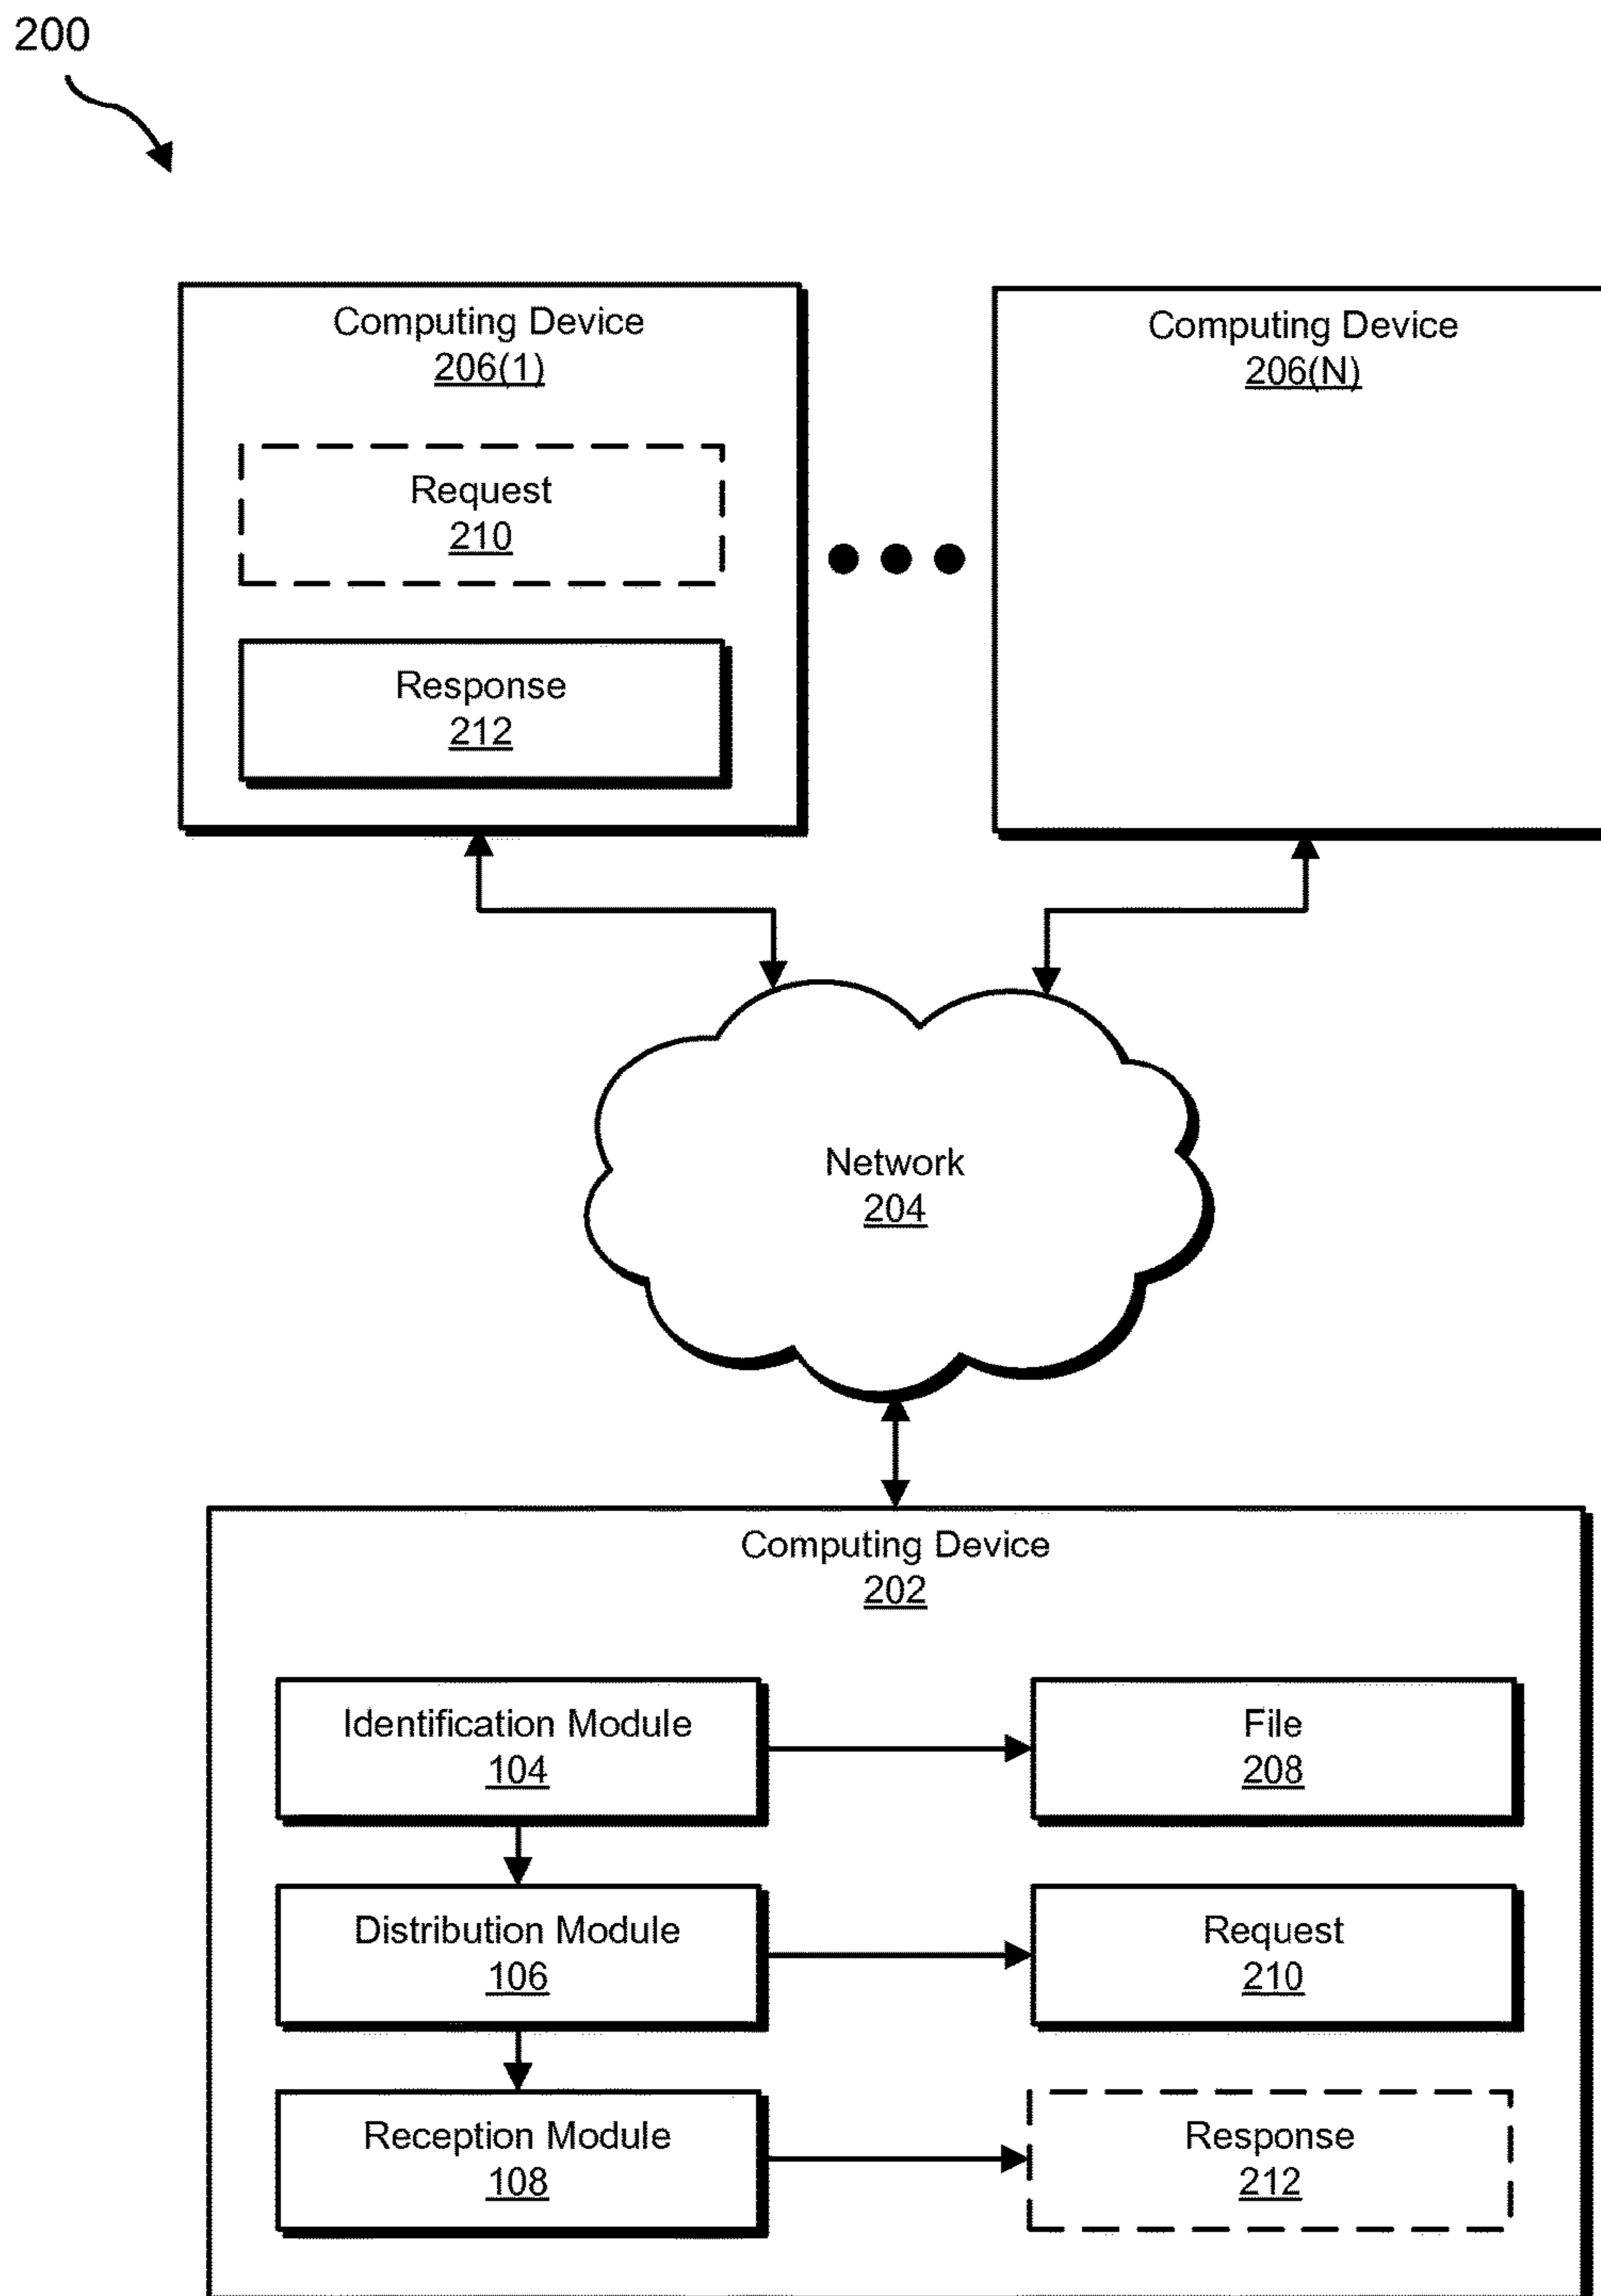 200
Computing Device
206(1)
Request
210
Response
212
Computing Device
206(N)
Network
204
Computing Device
202
Identification Module
104
File
208
Distribution Module
106
Request
210
Reception Module
108
Response
212